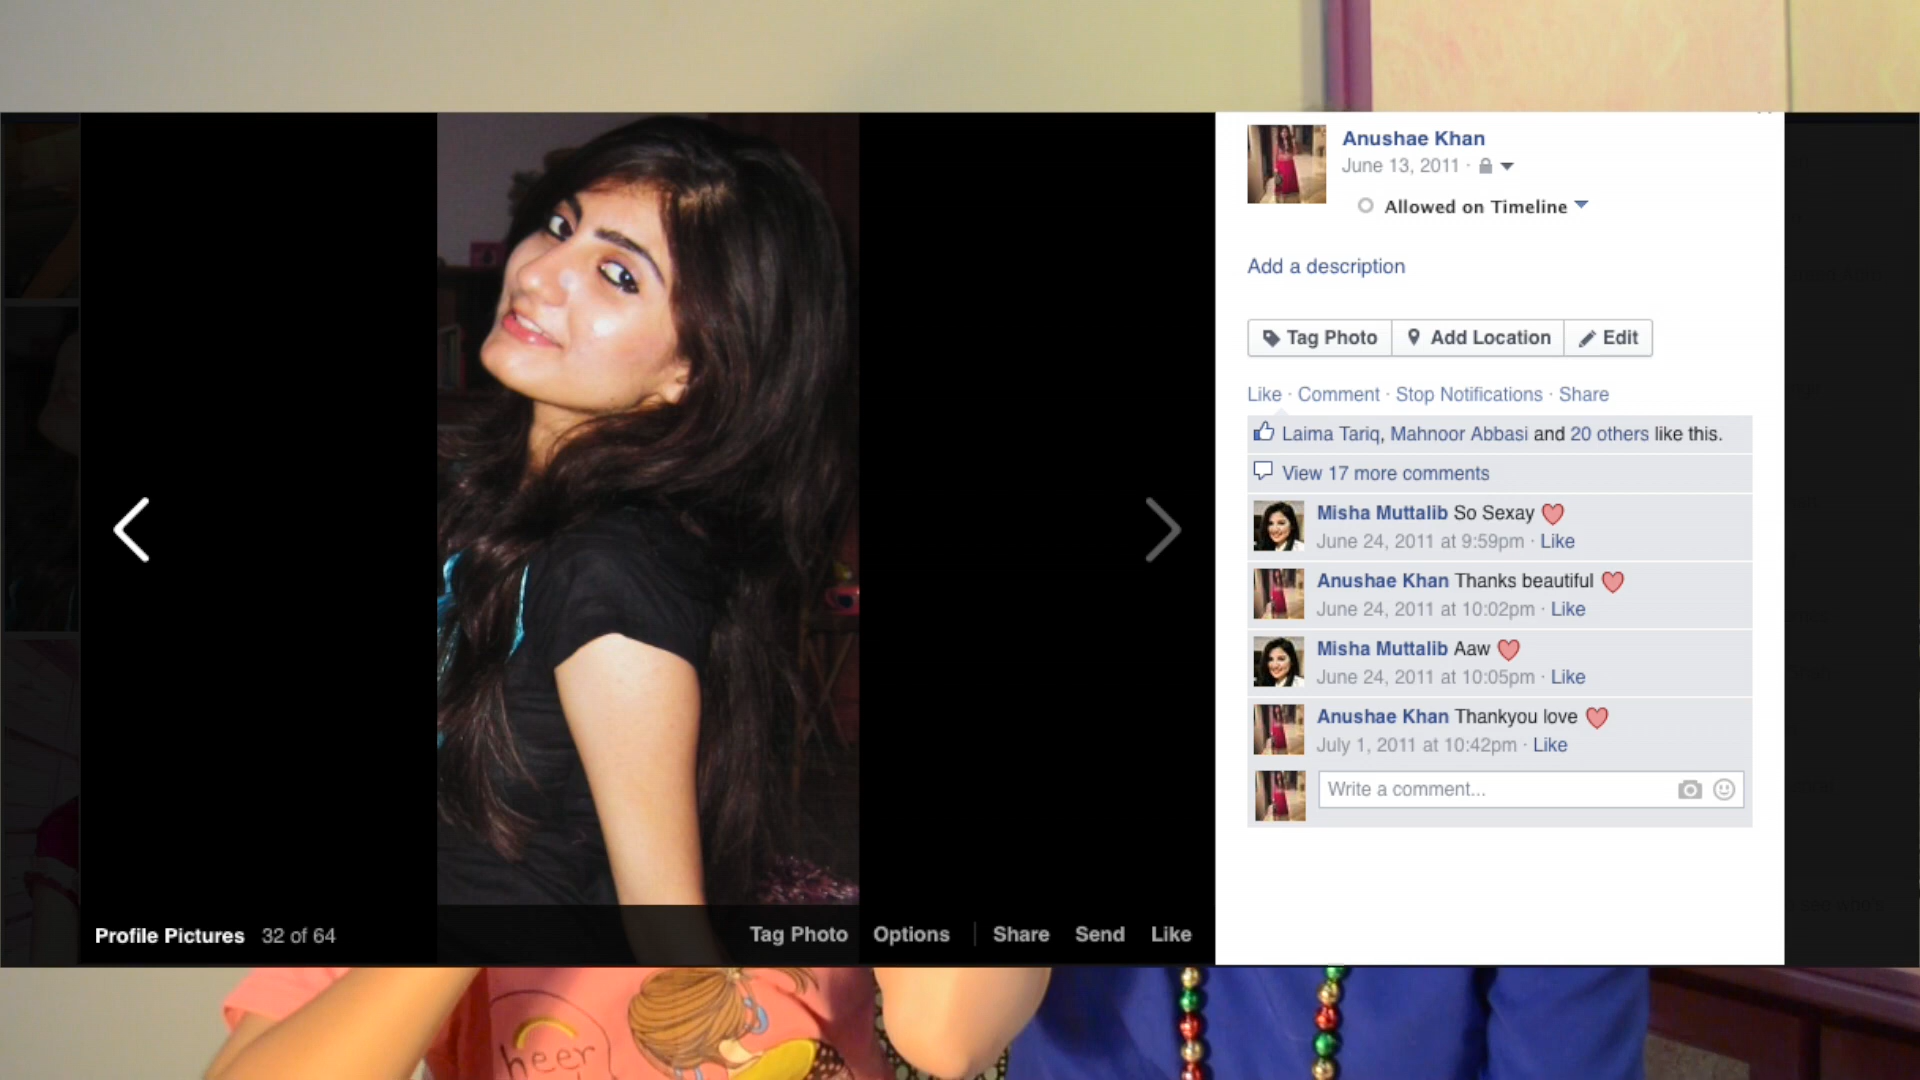 Anushae Khan
June 13, 2011 ·
Allowed on Timeline
Add a description
Tag Photo
Add Location
Edit
Like · Comment · Stop Notifications · Share
Laima Tariq, Mahnoor Abbasi and 20 others like this.
View 17 more comments
Misha Muttalib So Sexay
June 24, 2011 at 9:59pm · Like
Anushae Khan Thanks beautiful
June 24, 2011 at 10:02pm · Like
Misha Muttalib Aaw
June 24, 2011 at 10:05pm · Like
Anushae Khan Thankyou love
July 1, 2011 at 10:42pm · Like
Write a comment...
Profile Pictures 32 of 64
Tag Photo Options Share Send Like
heer